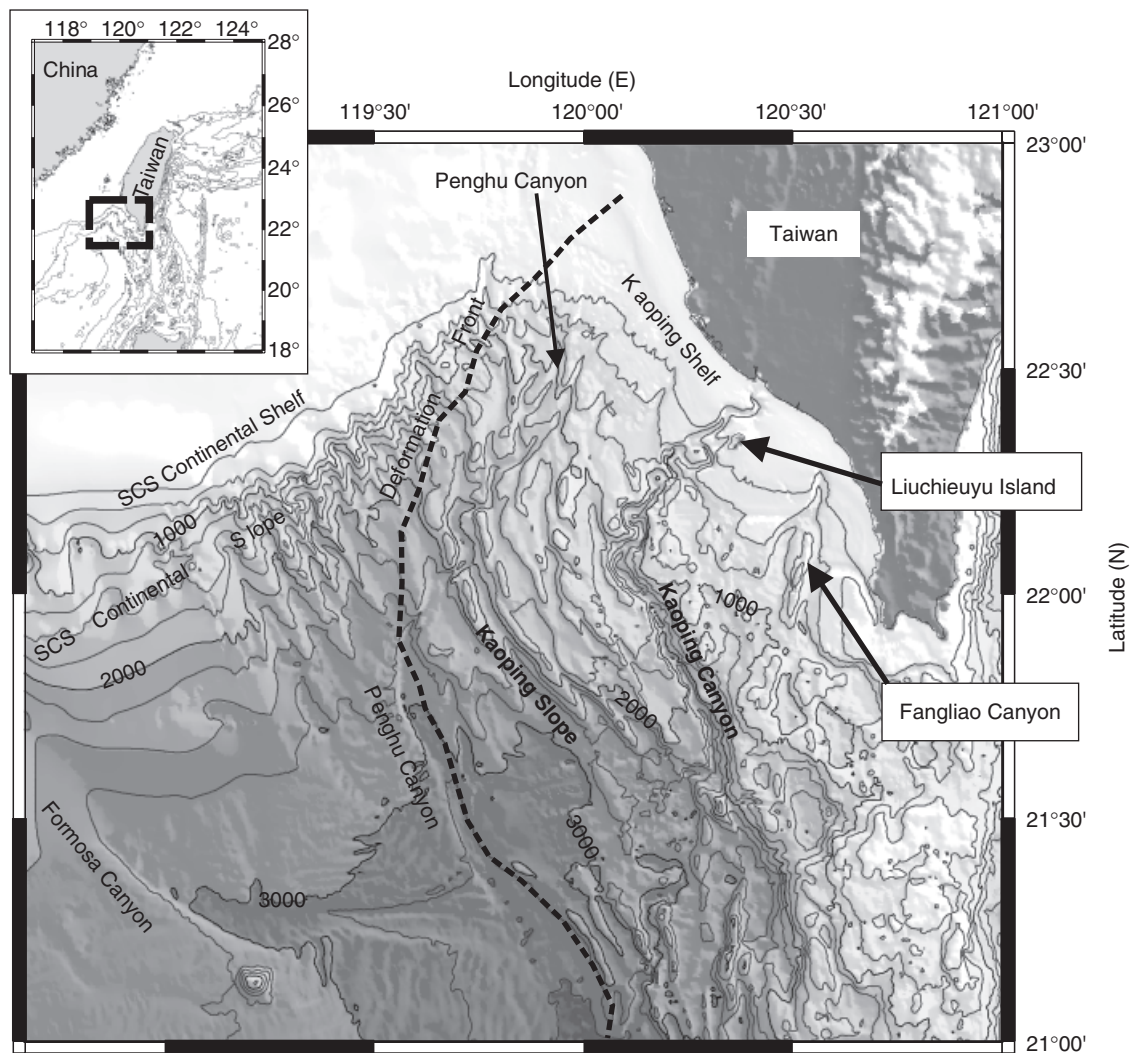 118° 120° 122° 124°
28°
China
26°
24°
Taiwan
22°
20°
18°
Longitude (E)
119°30' 120°00' 120°30' 121°00'
23°00'
Penghu Canyon
Taiwan
Kaoping Shelf
Deformation Front
22°30'
SCS Continental Shelf
Liuchieuyu Island
1000
Slope
SCS Continental
Latitude (N)
22°00'
1000
Kaoping Canyon
Kaoping Slope
2000
2000
Fangliao Canyon
Penghu Canyon
Formosa Canyon
21°30'
3000
3000
21°00'